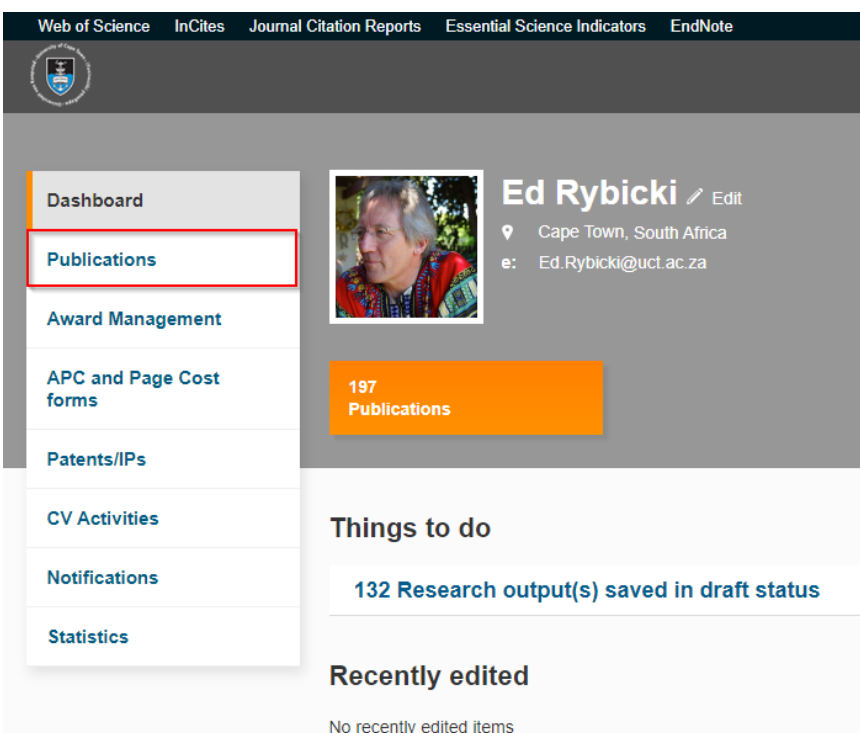 Web of Science InCites Journal Citation Reports Essential Science Indicators EndNote
Dashboard
Publications
Award Management
APC and Page Cost
forms
Patents/IPs
CV Activities
Notifications
Statistics
Ed Rybicki Edit
Cape Town, South Africa
e: Ed.Rybicki@uct.ac.za
197
Publications
Things to do
132 Research output(s) saved in draft status
Recently edited
No recently edited items